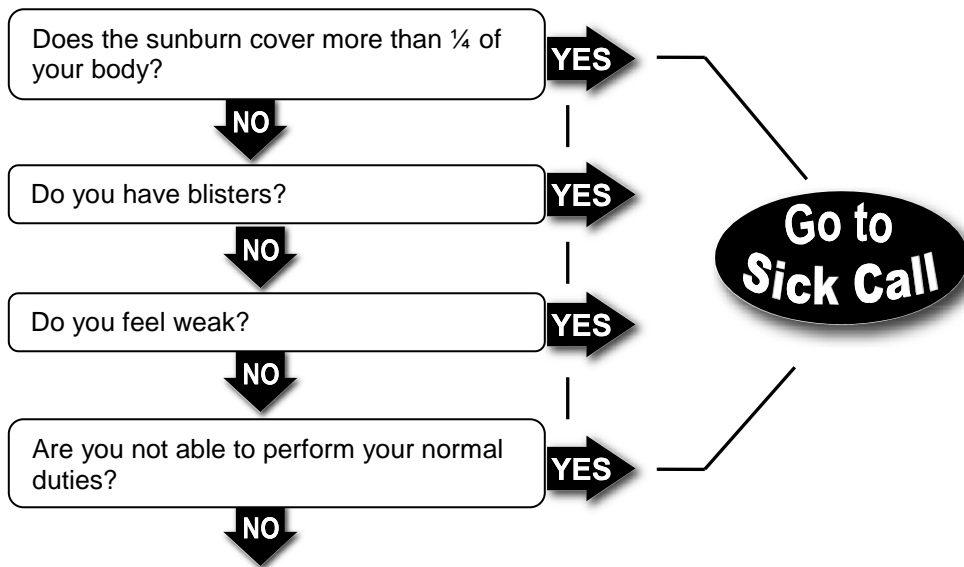 Does the sunburn cover more than ¼ of
your body?
YES
NO
Do you have blisters?
YES
NO
Do you feel weak?
YES
NO
Are you not able to perform your normal
duties?
YES
NO
Go to
Sick Call